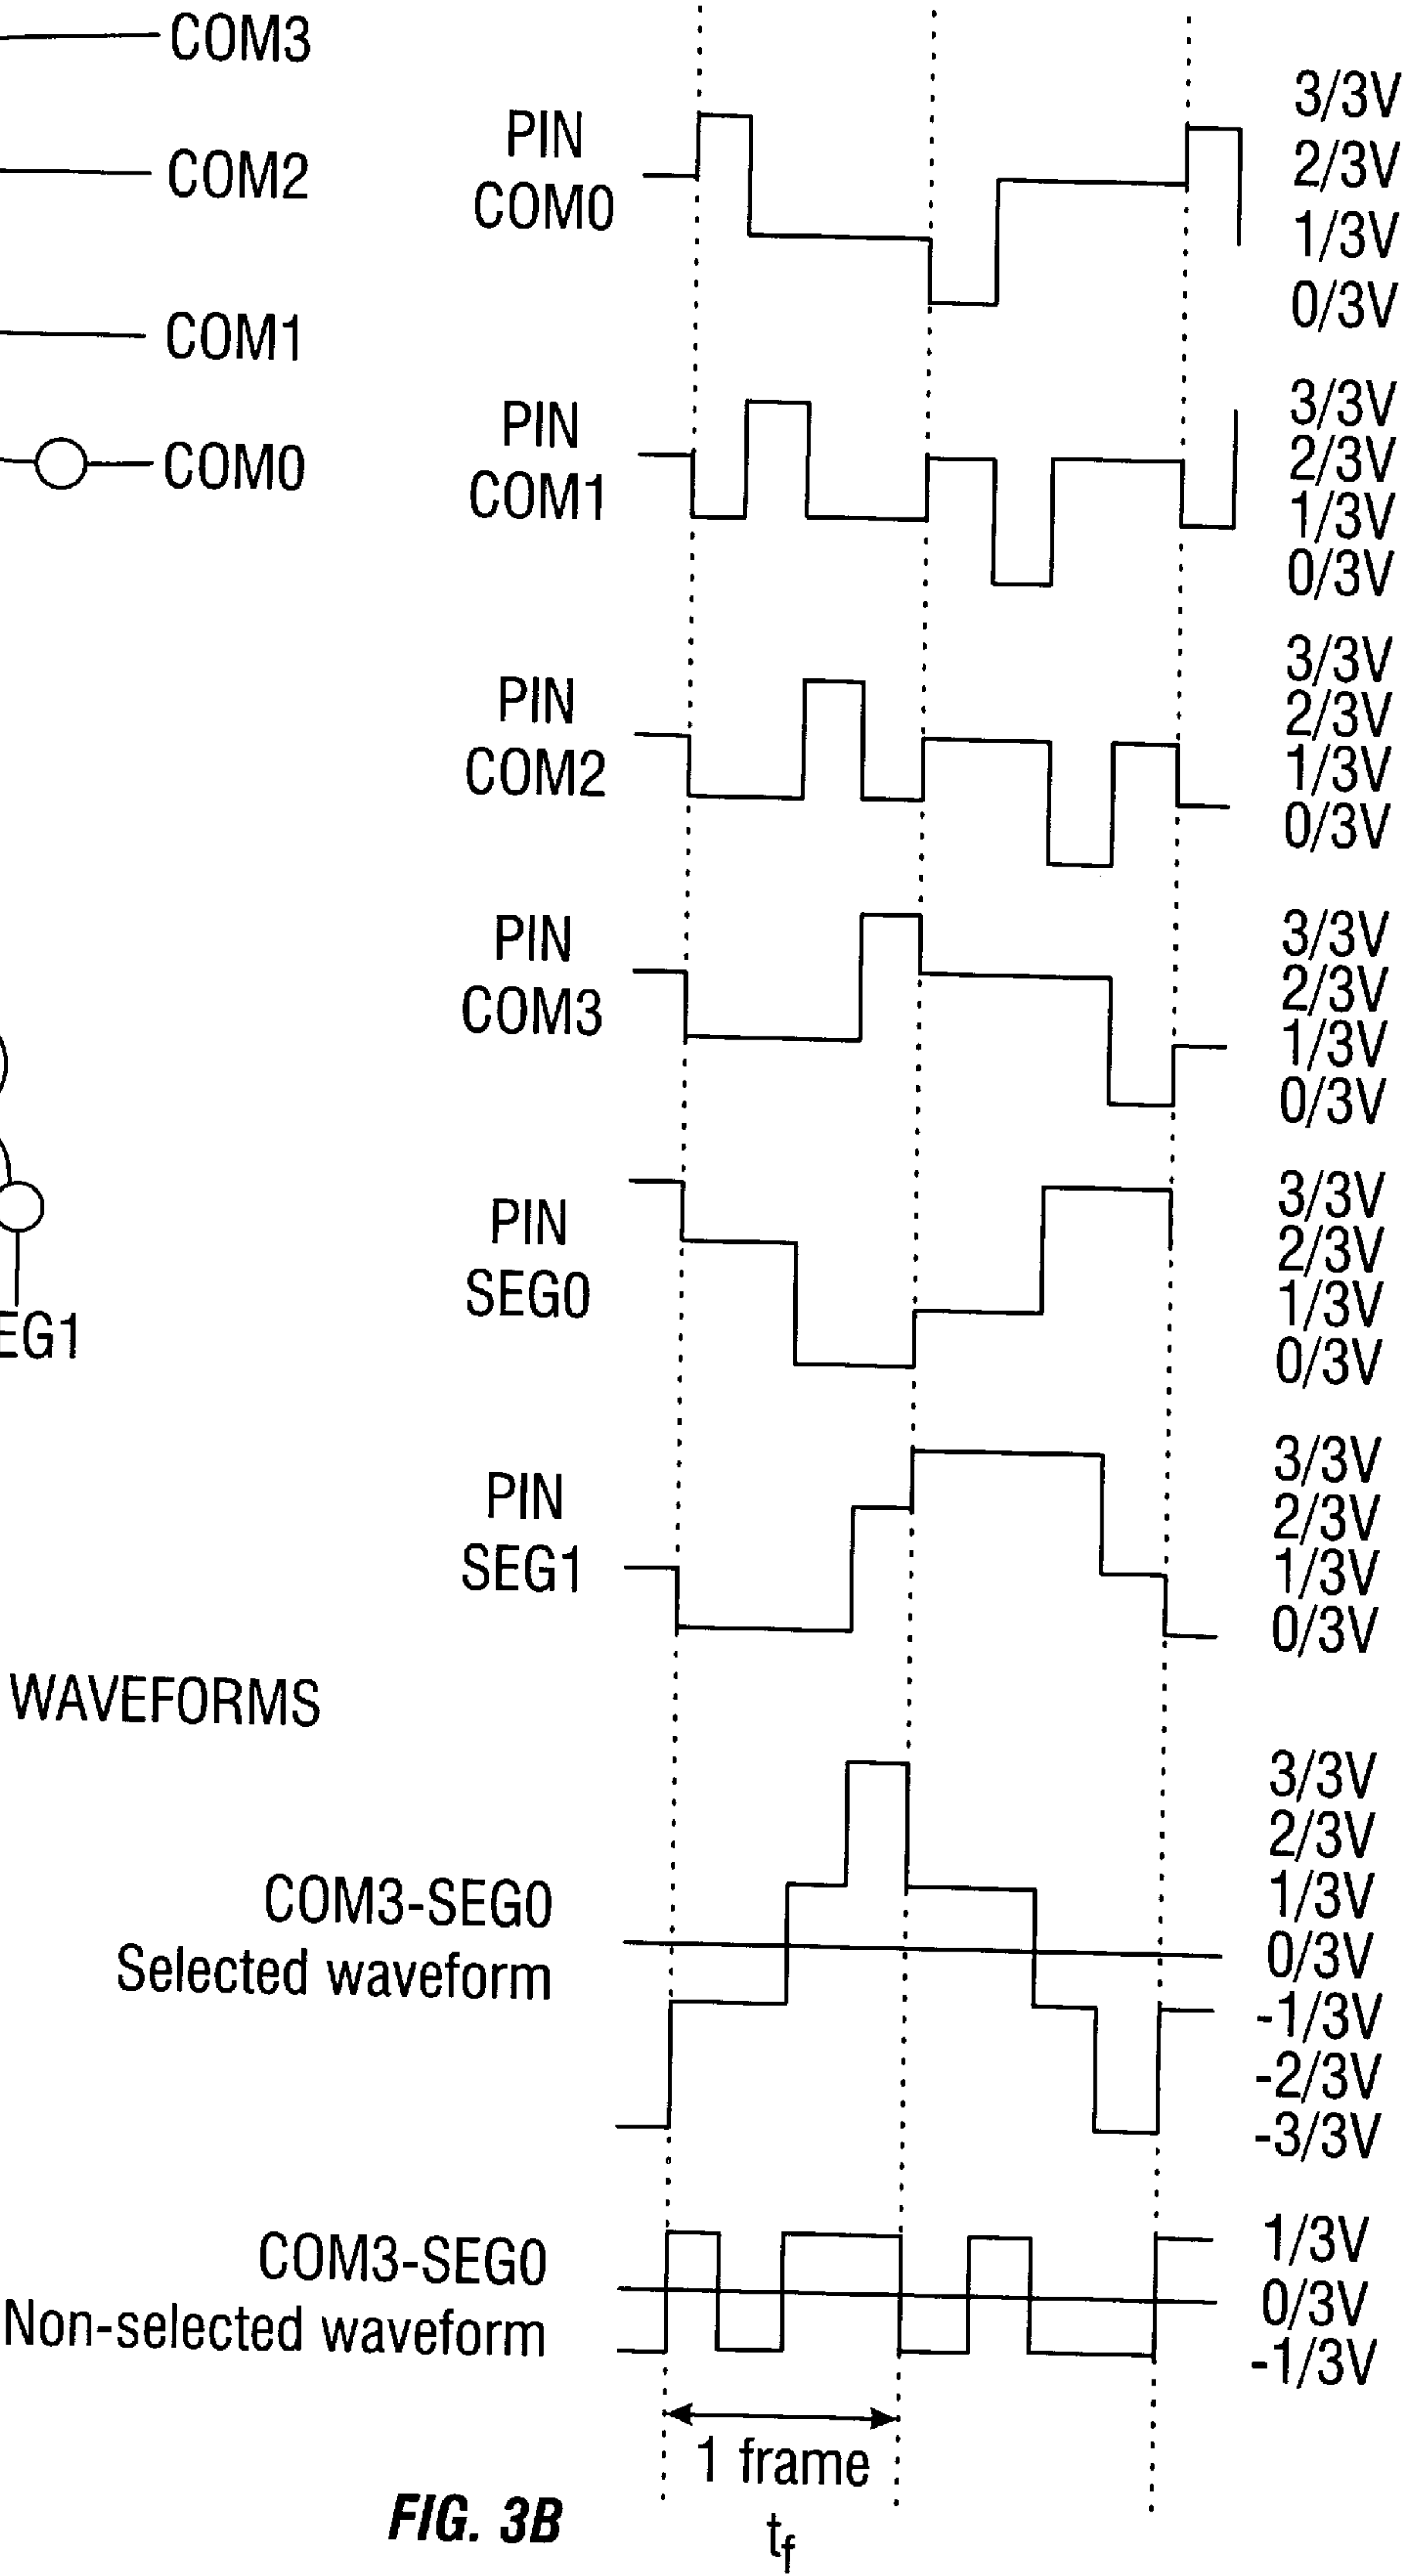 COM3
COM2
COM1
COM0
EG1
PIN
COM0
3/3V
2/3V
1/3V
0/3V
PIN
COM1
3/3V
2/3V
1/3V
0/3V
PIN
COM2
3/3V
2/3V
1/3V
0/3V
PIN
COM3
3/3V
2/3V
1/3V
0/3V
PIN
SEG0
3/3V
2/3V
1/3V
0/3V
PIN
SEG1
3/3V
2/3V
1/3V
0/3V
WAVEFORMS
COM3-SEG0
Selected waveform
3/3V
2/3V
1/3V
0/3V
-1/3V
-2/3V
-3/3V
COM3-SEG0
Non-selected waveform
1/3V
0/3V
-1/3V
1 frame
tf
FIG. 3B